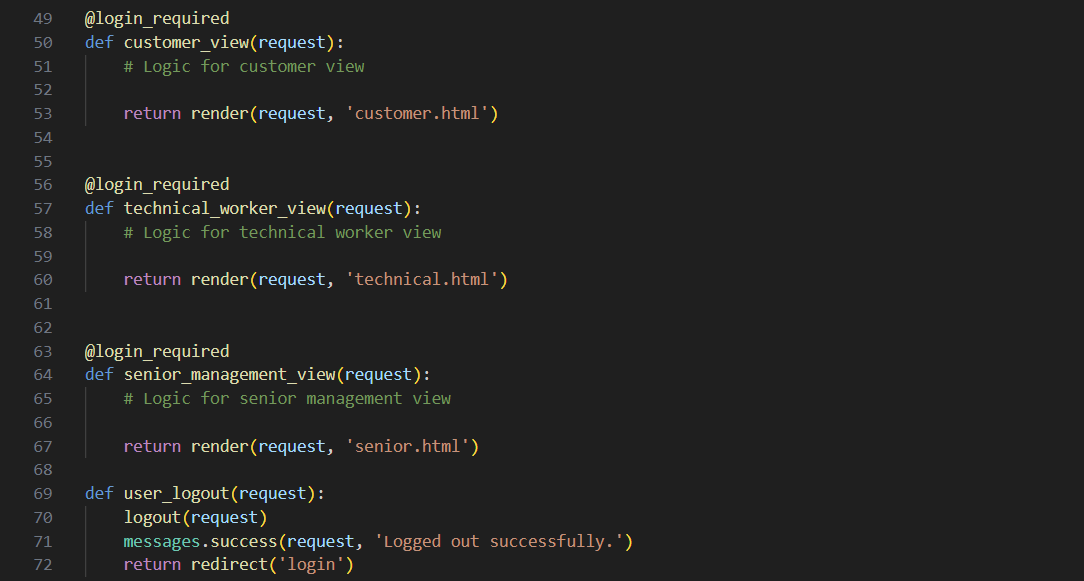 49 @login_required
50 def customer_view(request):
51     # Logic for customer view
52
53     return render(request, 'customer.html')
54
55
56 @login_required
57 def technical_worker_view(request):
58     # Logic for technical worker view
59
60     return render(request, 'technical.html')
61
62
63 @login_required
64 def senior_management_view(request):
65     # Logic for senior management view
66
67     return render(request, 'senior.html')
68
69 def user_logout(request):
70     logout(request)
71     messages.success(request, 'Logged out successfully.')
72     return redirect('login')